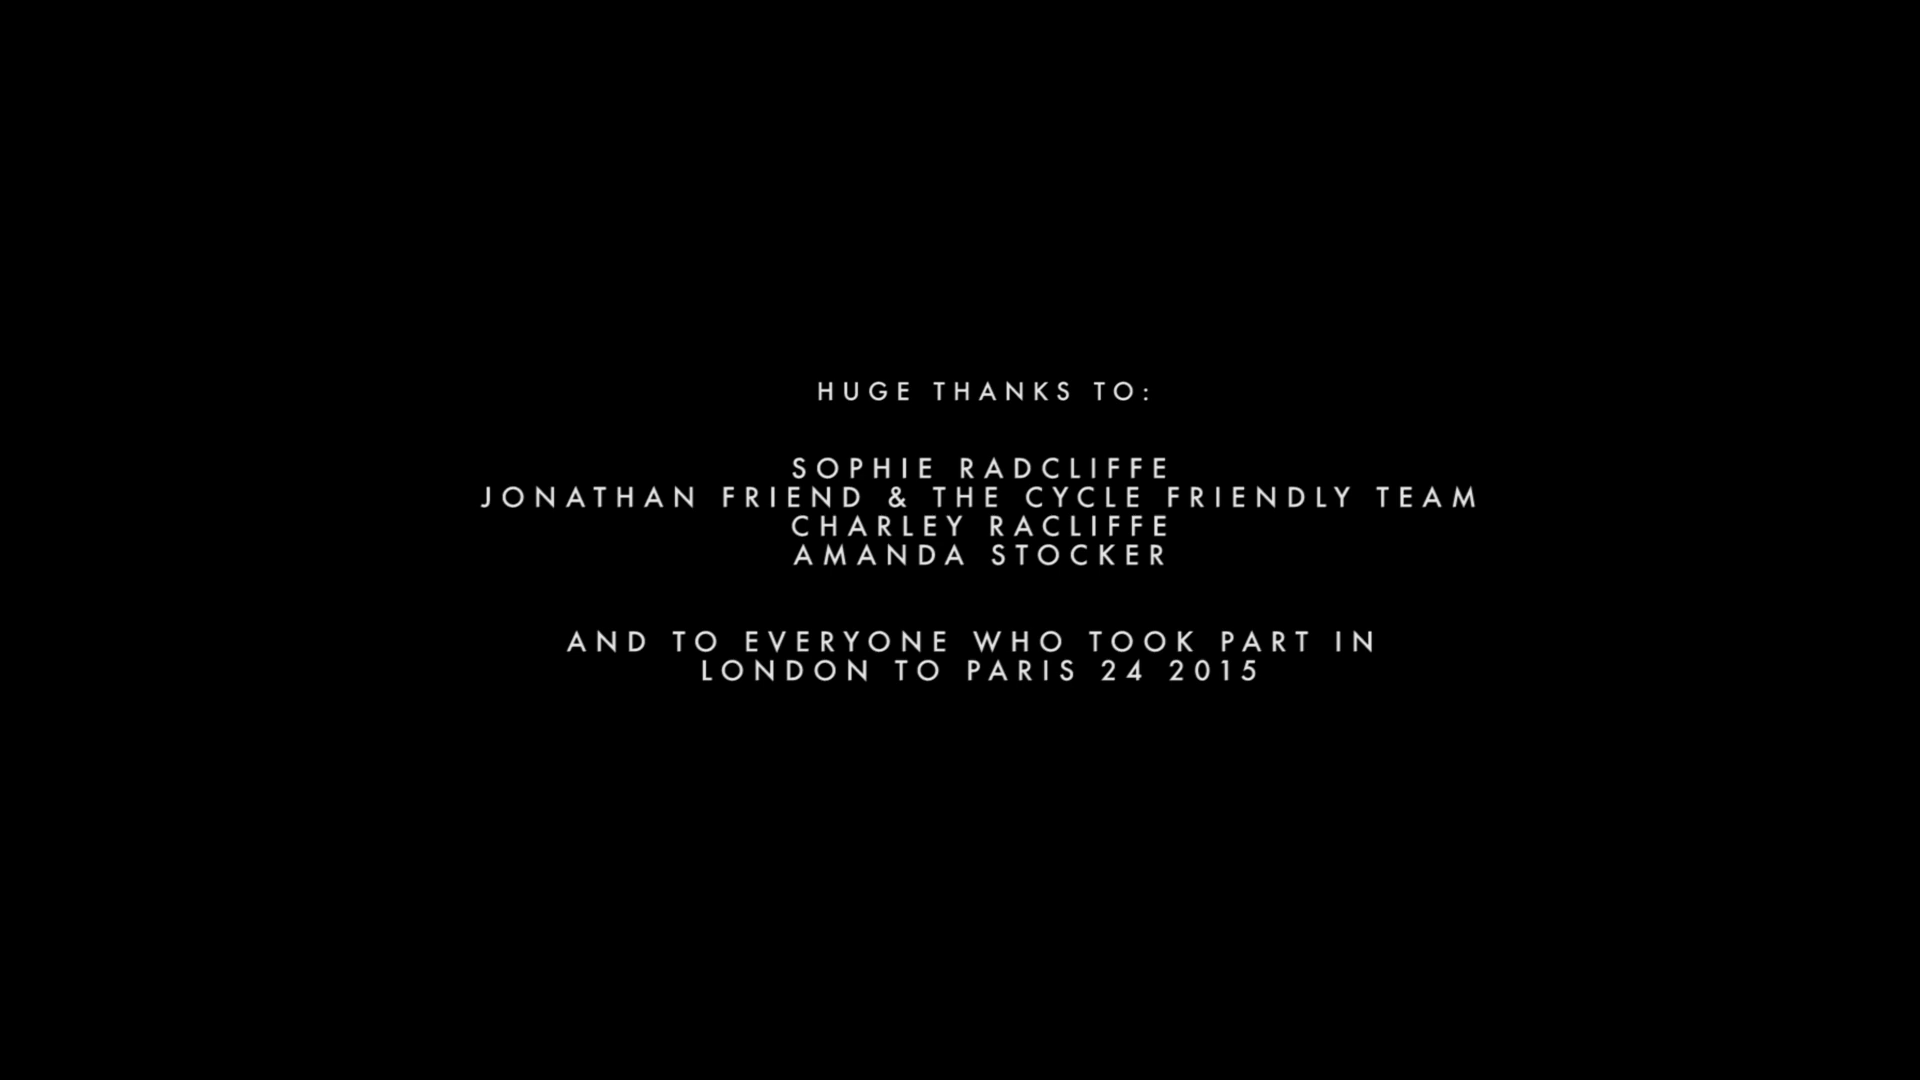 HUGE THANKS TO:
SOPHIE RADCLIFFE
JONATHAN FRIEND & THE CYCLE FRIENDLY TEAM
CHARLEY RACLIFFE
AMANDA STOCKER
AND TO EVERYONE WHO TOOK PART IN
LONDON TO PARIS 24 2015